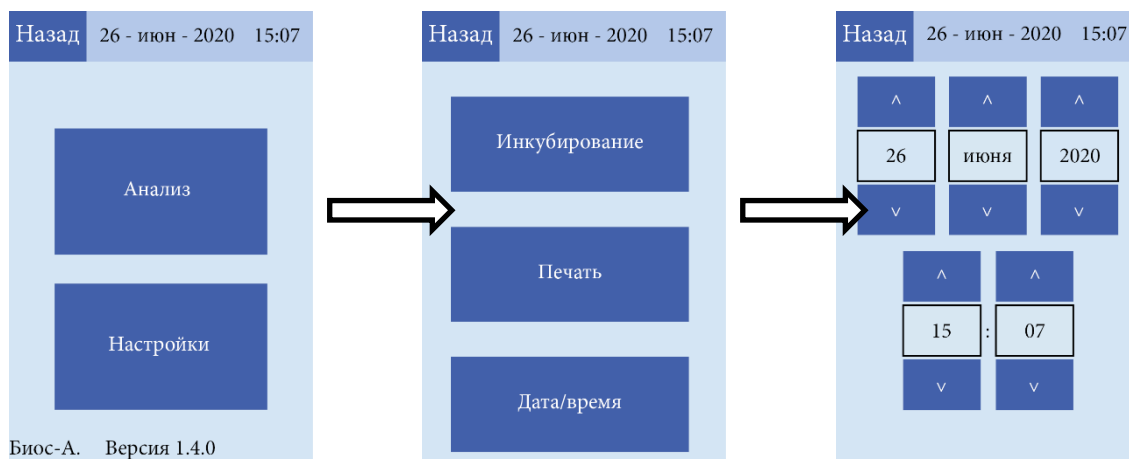 Назад 26 - июн - 2020 15:07
Анализ
Настройки
Биос-А. Версия 1.4.0
Назад 26 - июн - 2020 15:07
Инкубирование
Печать
Дата/время
Назад 26 - июн - 2020 15:07
^ ^ ^
26 июня 2020
v v v
^ ^
15 : 07
v v